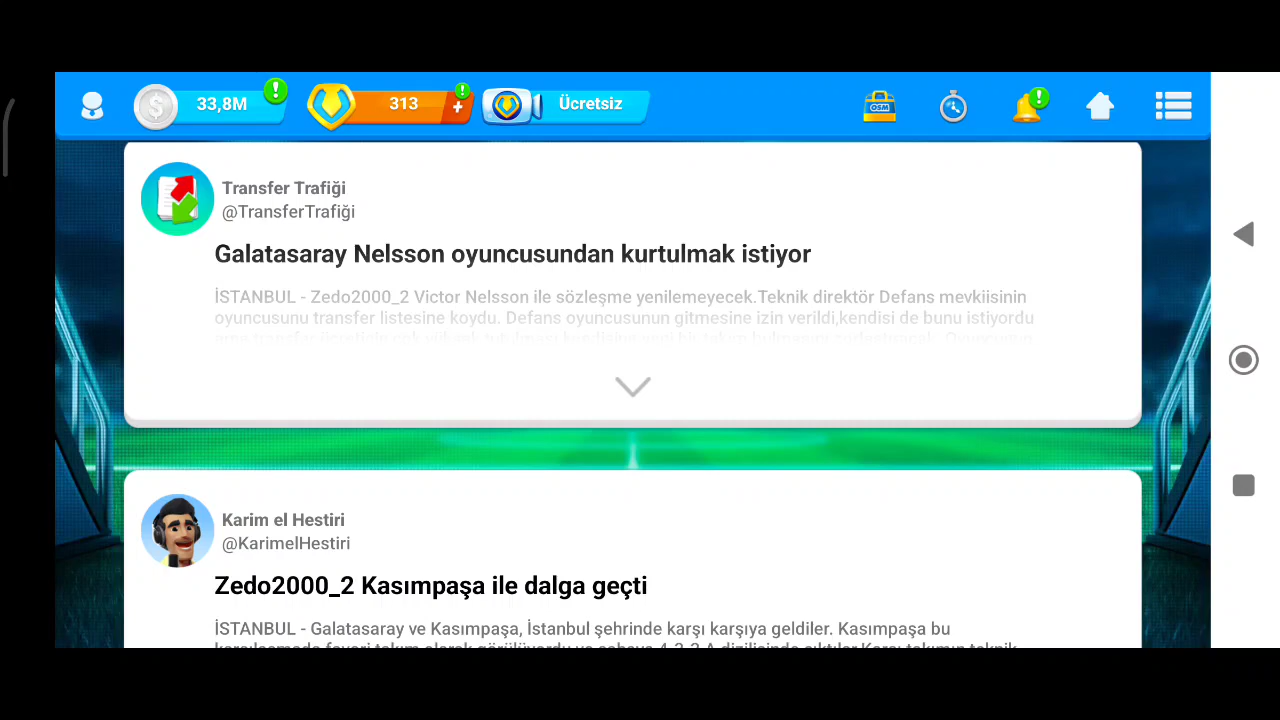 33,8M
313
Ücretsiz
OSM
Transfer Trafiği
@TransferTrafiği
Galatasaray Nelsson oyuncusundan kurtulmak istiyor
İSTANBUL - Zedo2000_2 Victor Nelsson ile sözleşme yenilemeyecek.Teknik direktör Defans mevkiisinin
oyuncusunu transfer listesine koydu. Defans oyuncusunun gitmesine izin verildi,kendisi de bunu istiyordu
Karim el Hestiri
@KarimelHestiri
Zedo2000_2 Kasımpaşa ile dalga geçti
İSTANBUL - Galatasaray ve Kasımpaşa, İstanbul şehrinde karşı karşıya geldiler. Kasımpaşa bu